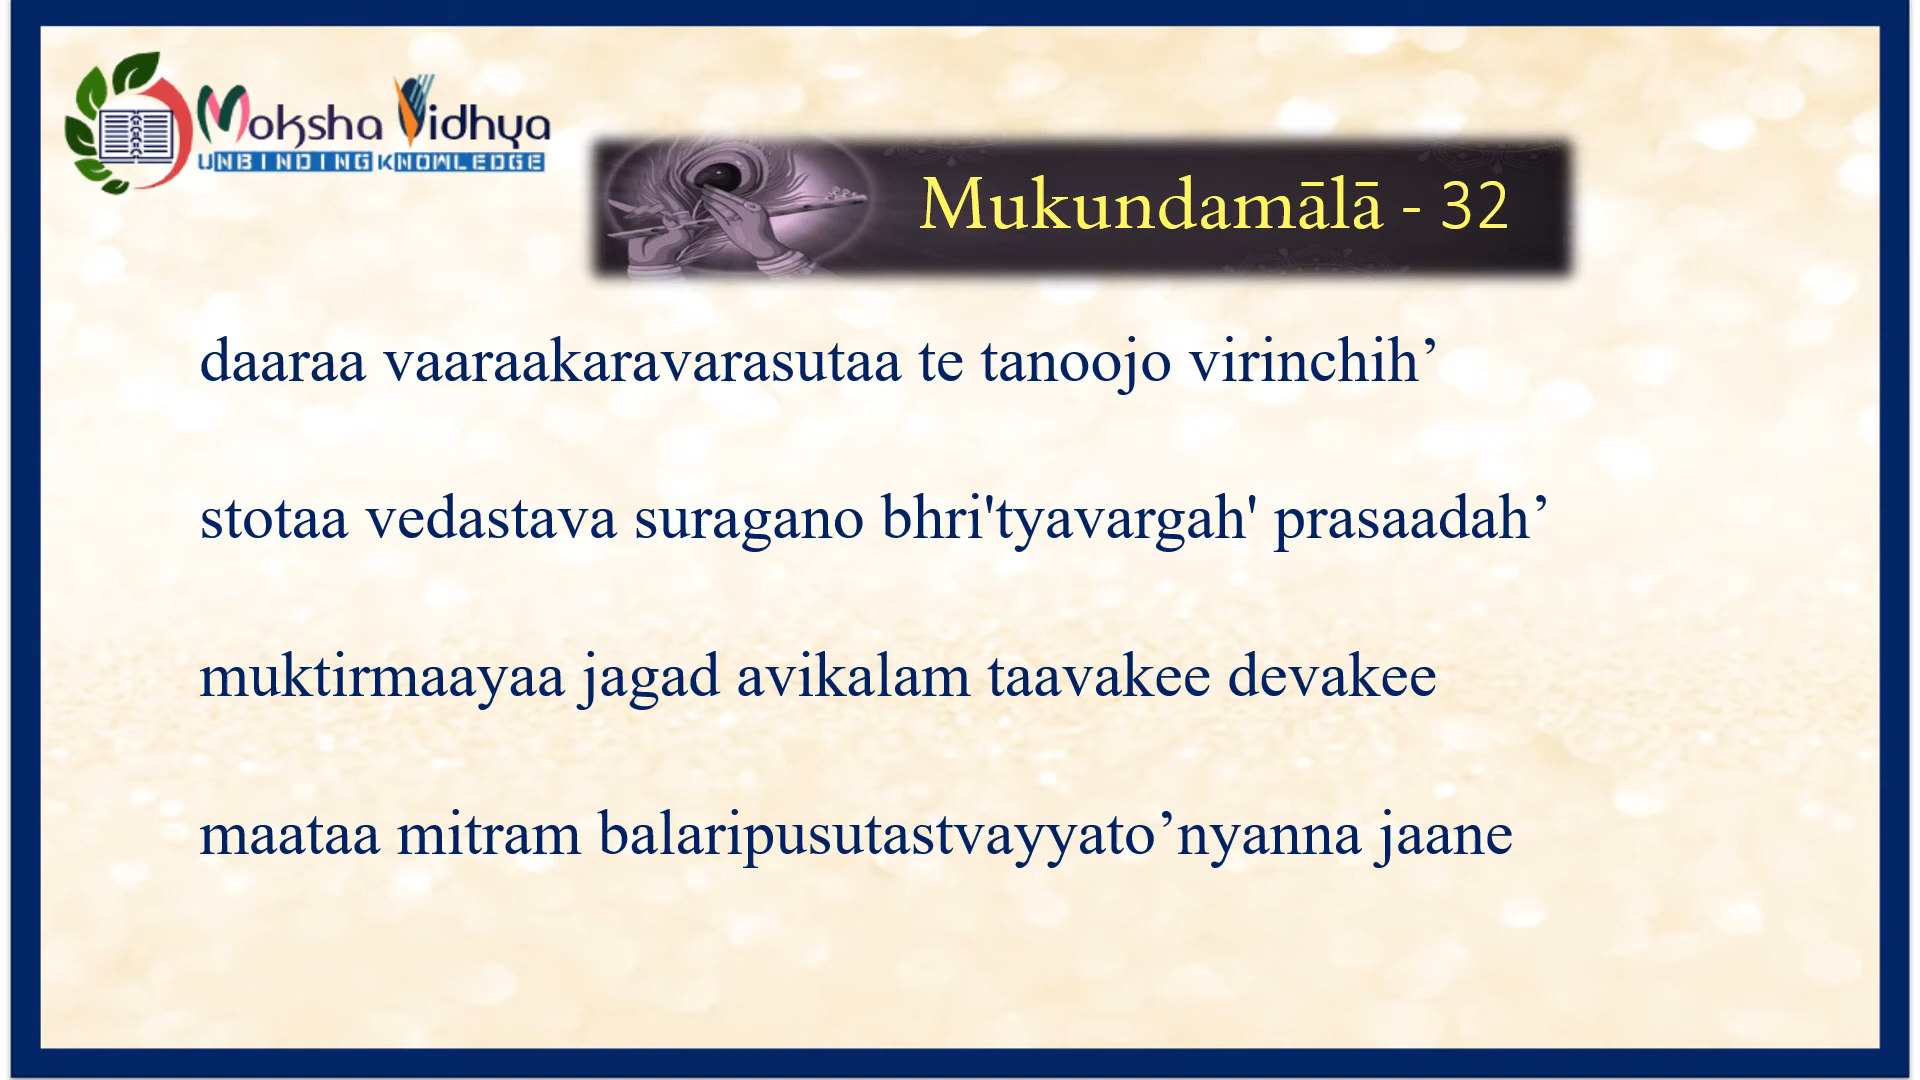 Moksha Vidhya
UNBINDING KNOWLEDGE
Mukundamālā - 32
daaraa vaaraakaravarasutaa te tanoojo virinchih’
stotaa vedastava suragano bhri'tyavargah' prasaadah’
muktirmaayaa jagad avikalam taavakee devakee
maataa mitram balaripusutastvayyato’nyanna jaane